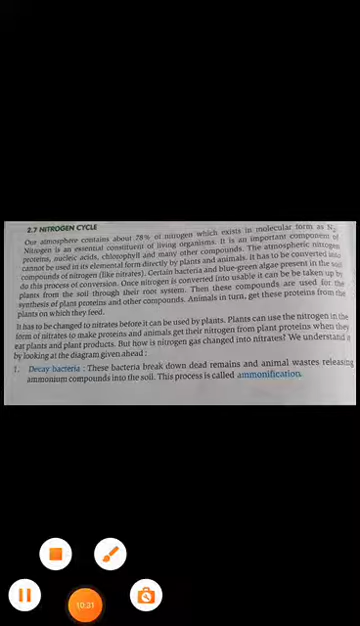 2.7 NITROGEN CYCLE
Our atmosphere contains about 78% of nitrogen which exists in molecular form as N2.
Nitrogen is an essential constituent of living organisms. It is an important component of
proteins, nucleic acids, chlorophyll and many other compounds. The atmospheric nitrogen
cannot be used in its elemental form directly by plants and animals. It has to be converted into
compounds of nitrogen (like nitrates). Certain bacteria and blue-green algae present in the soil
do this process of conversion. Once nitrogen is converted into usable it can be be taken up by
plants from the soil through their root system. Then these compounds are used for the
synthesis of plant proteins and other compounds. Animals in turn, get these proteins from the
plants on which they feed.
It has to be changed to nitrates before it can be used by plants. Plants can use the nitrogen in the
form of nitrates to make proteins and animals get their nitrogen from plant proteins when they
eat plants and plant products. But how is nitrogen gas changed into nitrates? We understand it
by looking at the diagram given ahead :
1. Decay bacteria : These bacteria break down dead remains and animal wastes releasing
ammonium compounds into the soil. This process is called ammonification.
10:21